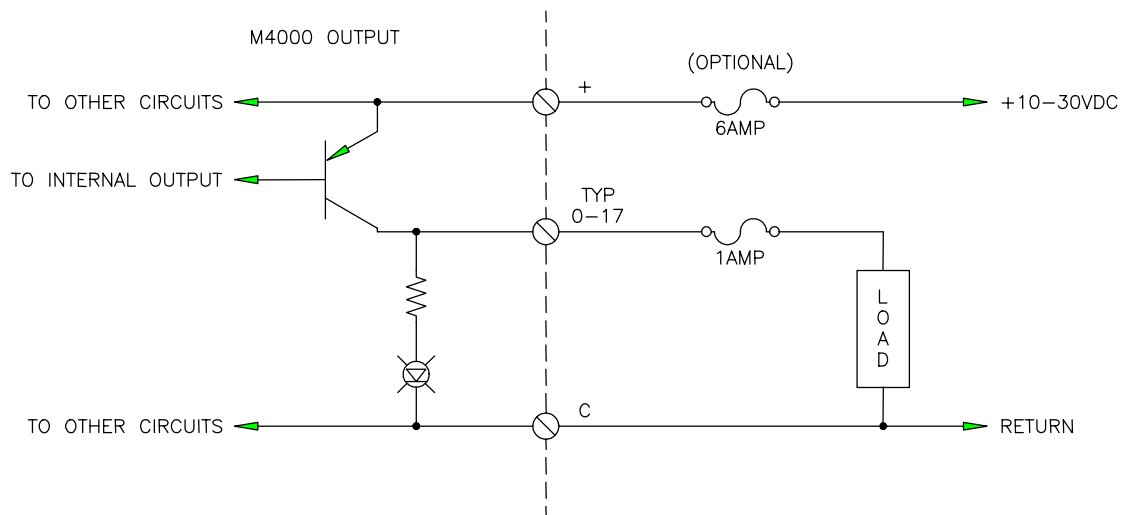 M4000 OUTPUT
(OPTIONAL)
TO OTHER CIRCUITS
+
+10-30VDC
6AMP
TO INTERNAL OUTPUT
TYP
0-17
1AMP
LOAD
C
TO OTHER CIRCUITS
RETURN